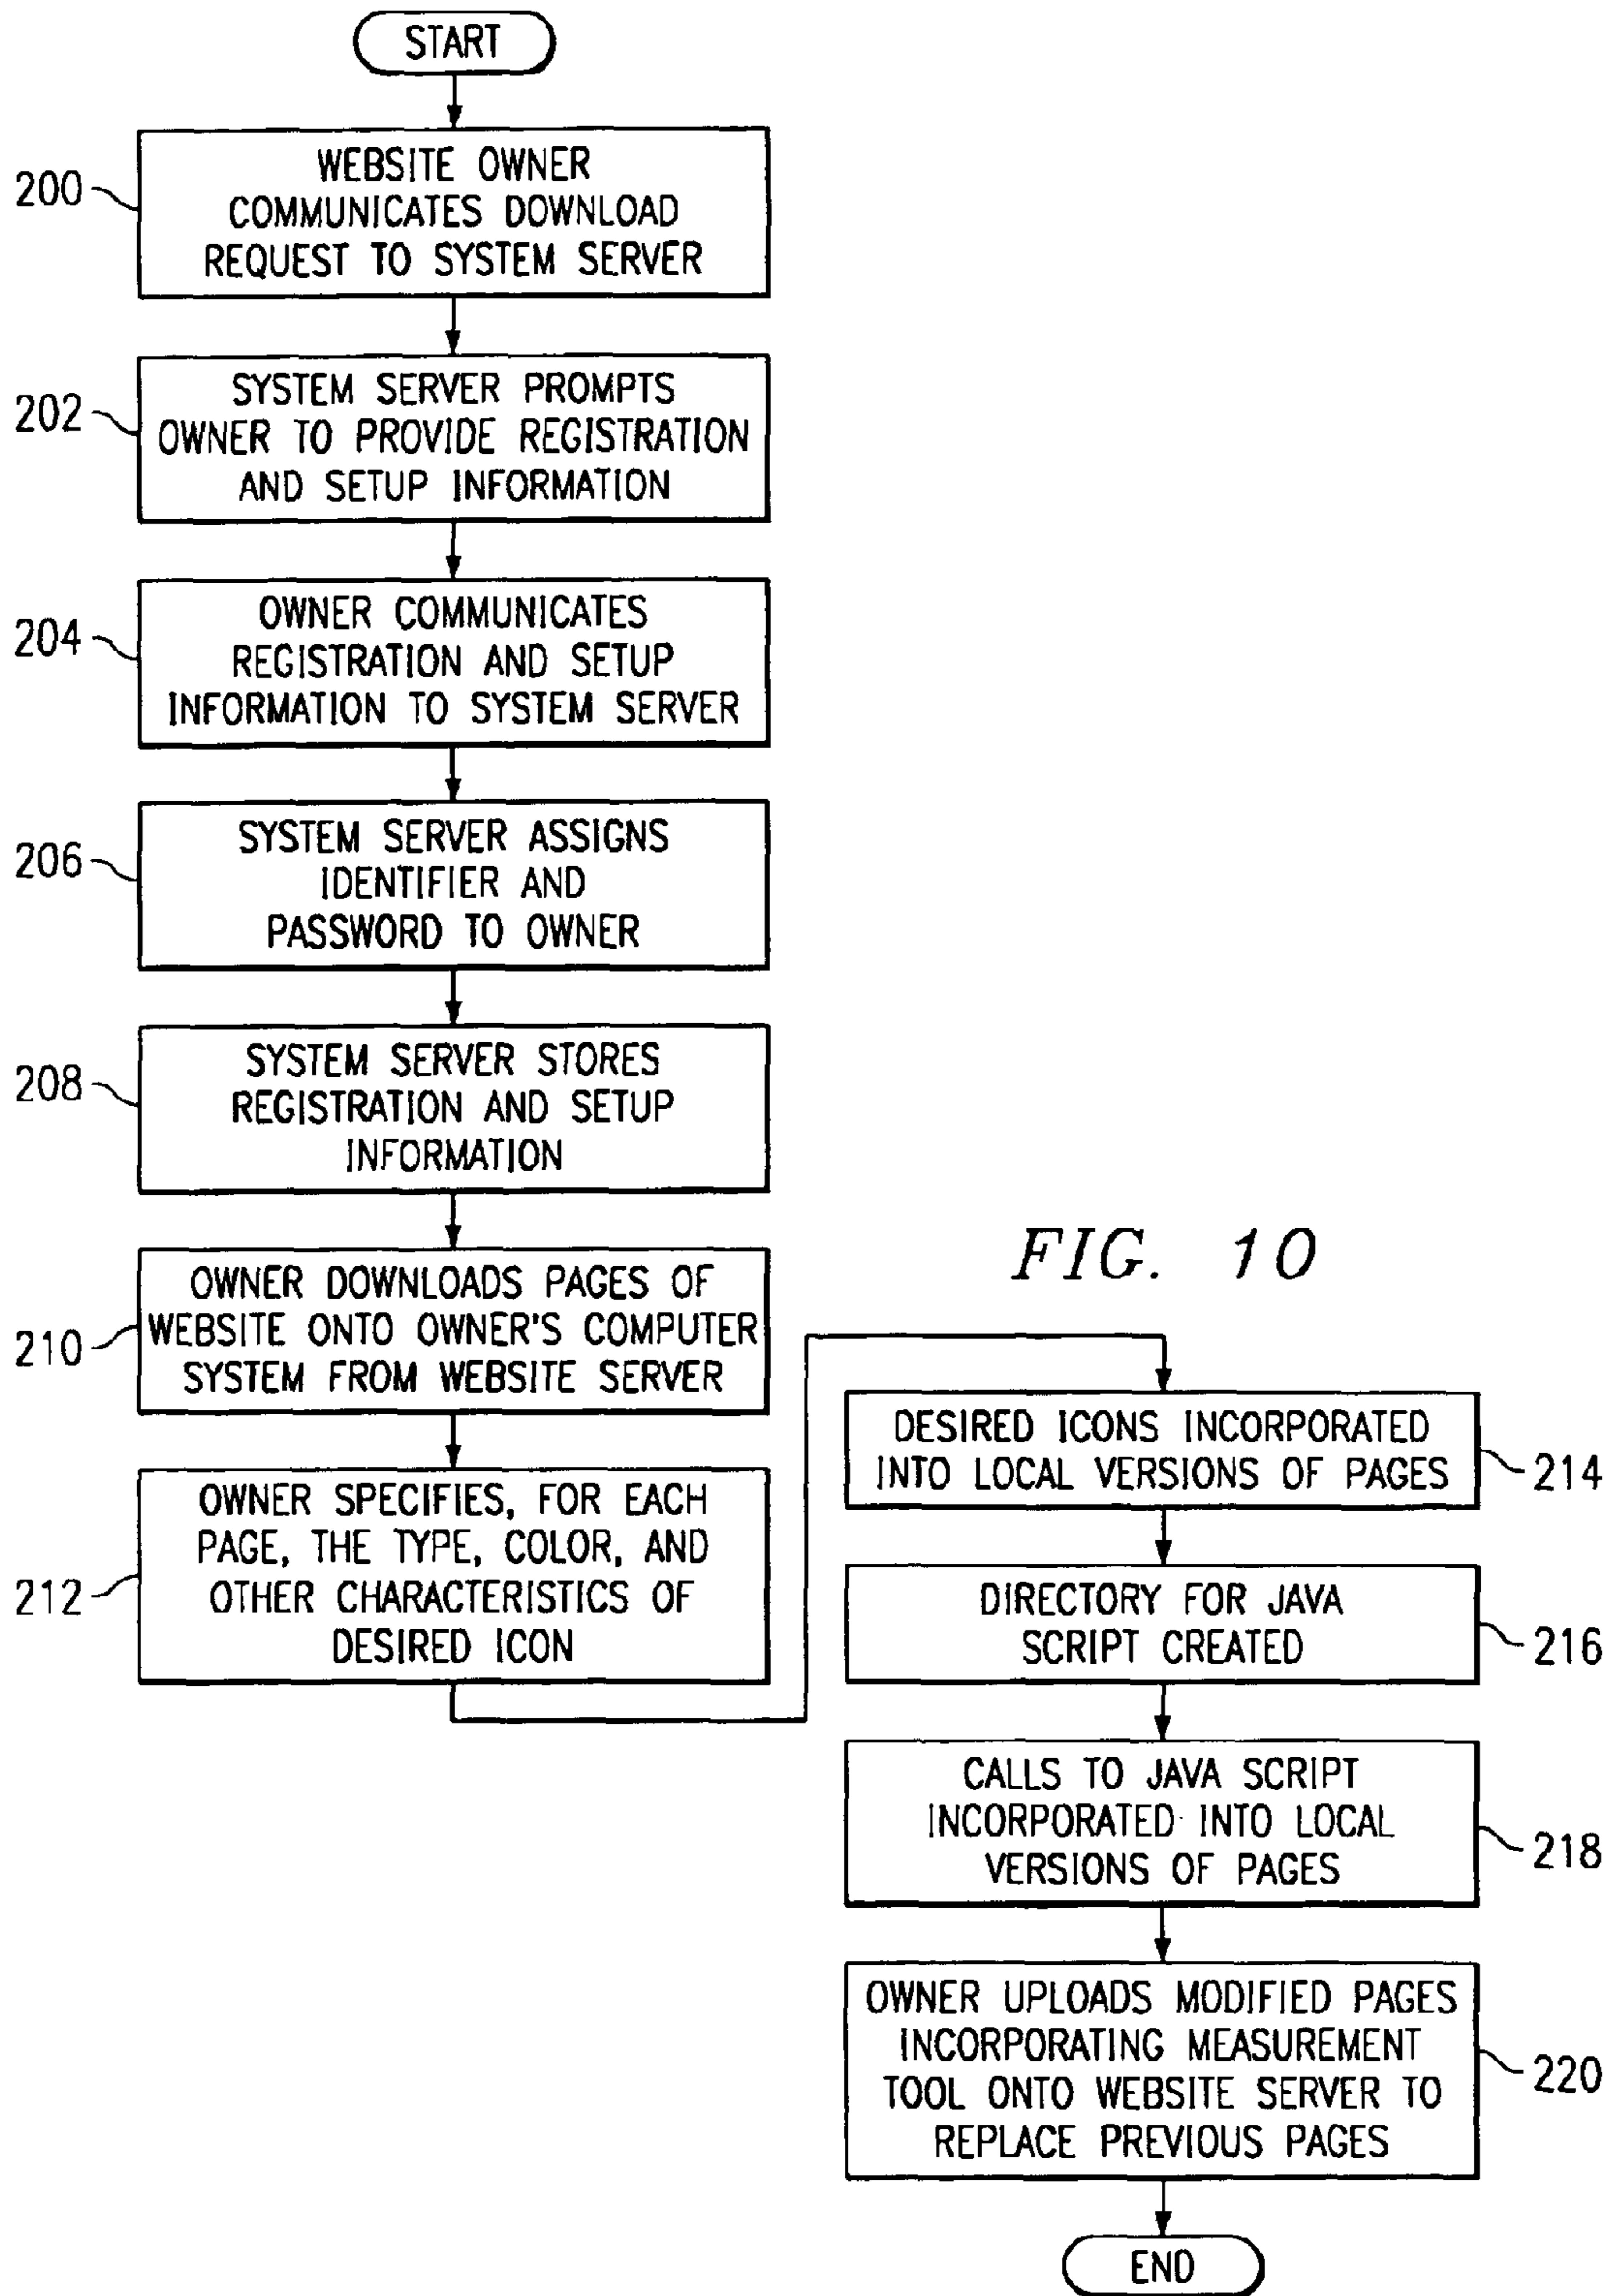 START
200
WEBSITE OWNER
COMMUNICATES DOWNLOAD
REQUEST TO SYSTEM SERVER
202
SYSTEM SERVER PROMPTS
OWNER TO PROVIDE REGISTRATION
AND SETUP INFORMATION
204
OWNER COMMUNICATES
REGISTRATION AND SETUP
INFORMATION TO SYSTEM SERVER
206
SYSTEM SERVER ASSIGNS
IDENTIFIER AND
PASSWORD TO OWNER
208
SYSTEM SERVER STORES
REGISTRATION AND SETUP
INFORMATION
210
OWNER DOWNLOADS PAGES OF
WEBSITE ONTO OWNER'S COMPUTER
SYSTEM FROM WEBSITE SERVER
212
OWNER SPECIFIES, FOR EACH
PAGE, THE TYPE, COLOR, AND
OTHER CHARACTERISTICS OF
DESIRED ICON
FIG. 10
DESIRED ICONS INCORPORATED
INTO LOCAL VERSIONS OF PAGES
214
DIRECTORY FOR JAVA
SCRIPT CREATED
216
CALLS TO JAVA SCRIPT
INCORPORATED INTO LOCAL
VERSIONS OF PAGES
218
OWNER UPLOADS MODIFIED PAGES
INCORPORATING MEASUREMENT
TOOL ONTO WEBSITE SERVER TO
REPLACE PREVIOUS PAGES
220
END